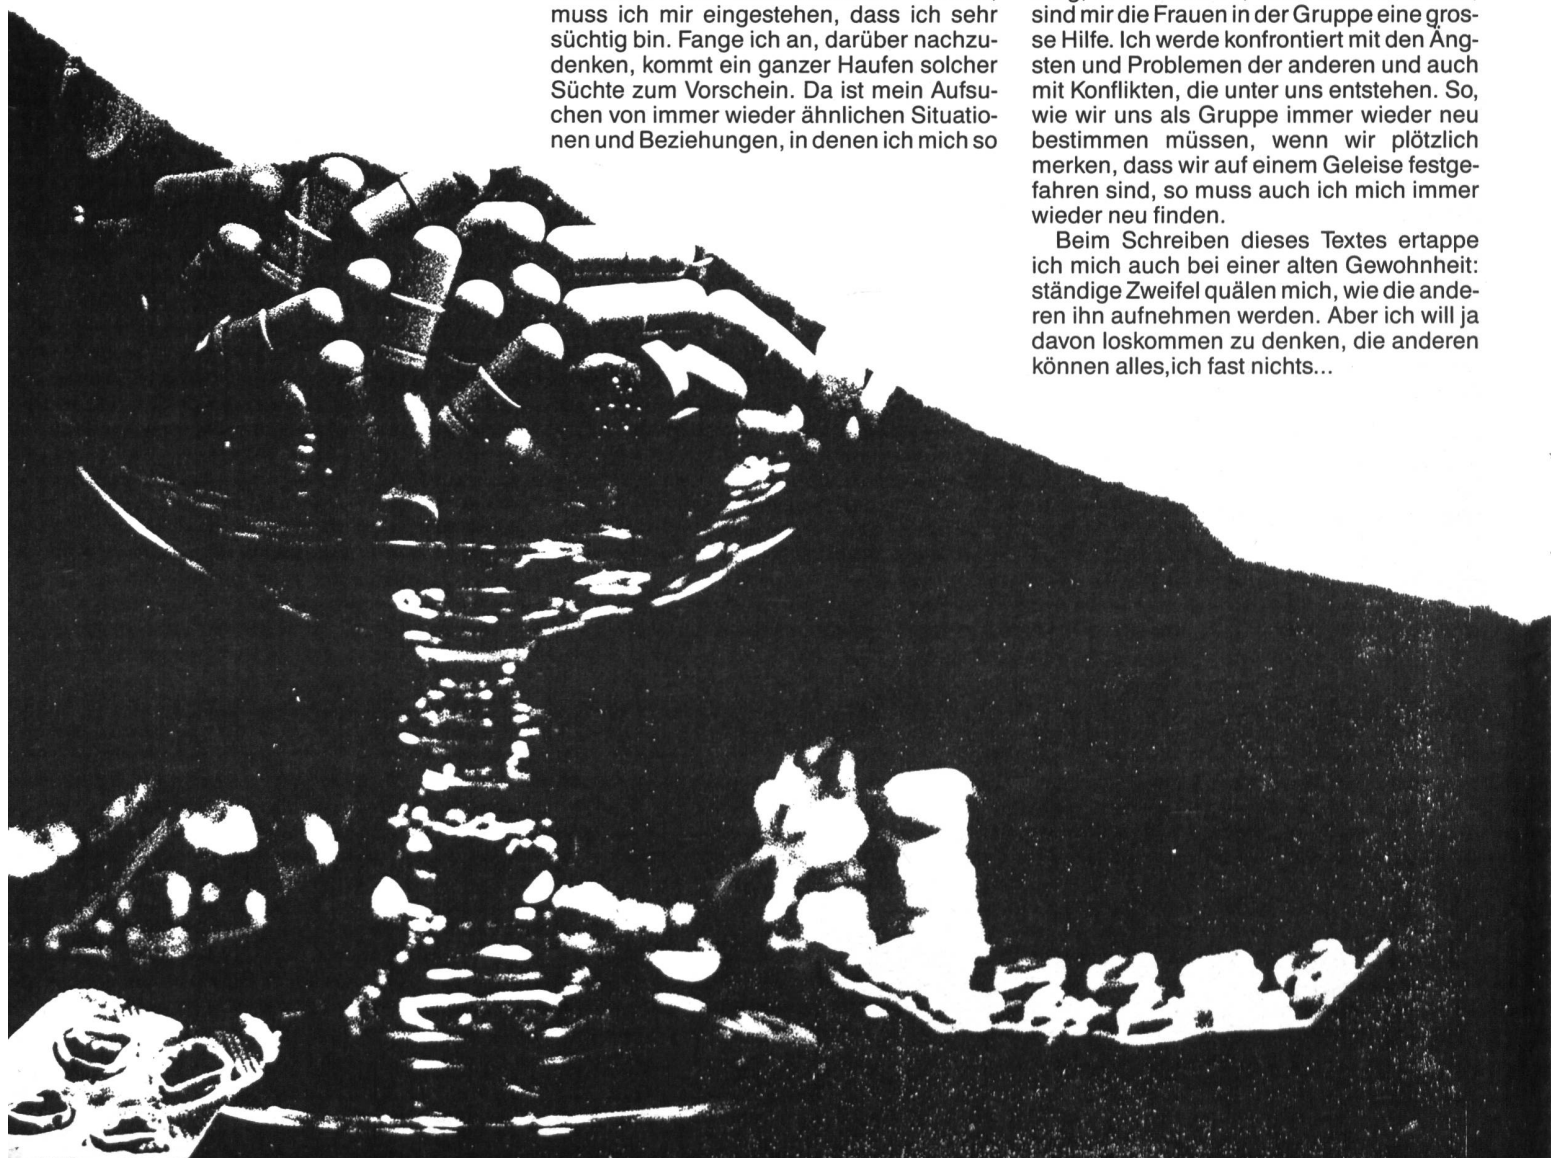 muss ich mir eingestehen, dass ich sehr
süchtig bin. Fange ich an, darüber nachzu-
denken, kommt ein ganzer Haufen solcher
Süchte zum Vorschein. Da ist mein Aufsu-
chen von immer wieder ähnlichen Situatio-
nen und Beziehungen, in denen ich mich so
sind mir die Frauen in der Gruppe eine gros-
se Hilfe. Ich werde konfrontiert mit den Äng-
sten und Problemen der anderen und auch
mit Konflikten, die unter uns entstehen. So,
wie wir uns als Gruppe immer wieder neu
bestimmen müssen, wenn wir plötzlich
merken, dass wir auf einem Geleise festge-
fahren sind, so muss auch ich mich immer
wieder neu finden.
Beim Schreiben dieses Textes ertappe
ich mich auch bei einer alten Gewohnheit:
ständige Zweifel quälen mich, wie die ande-
ren ihn aufnehmen werden. Aber ich will ja
davon loskommen zu denken, die anderen
können alles,ich fast nichts...